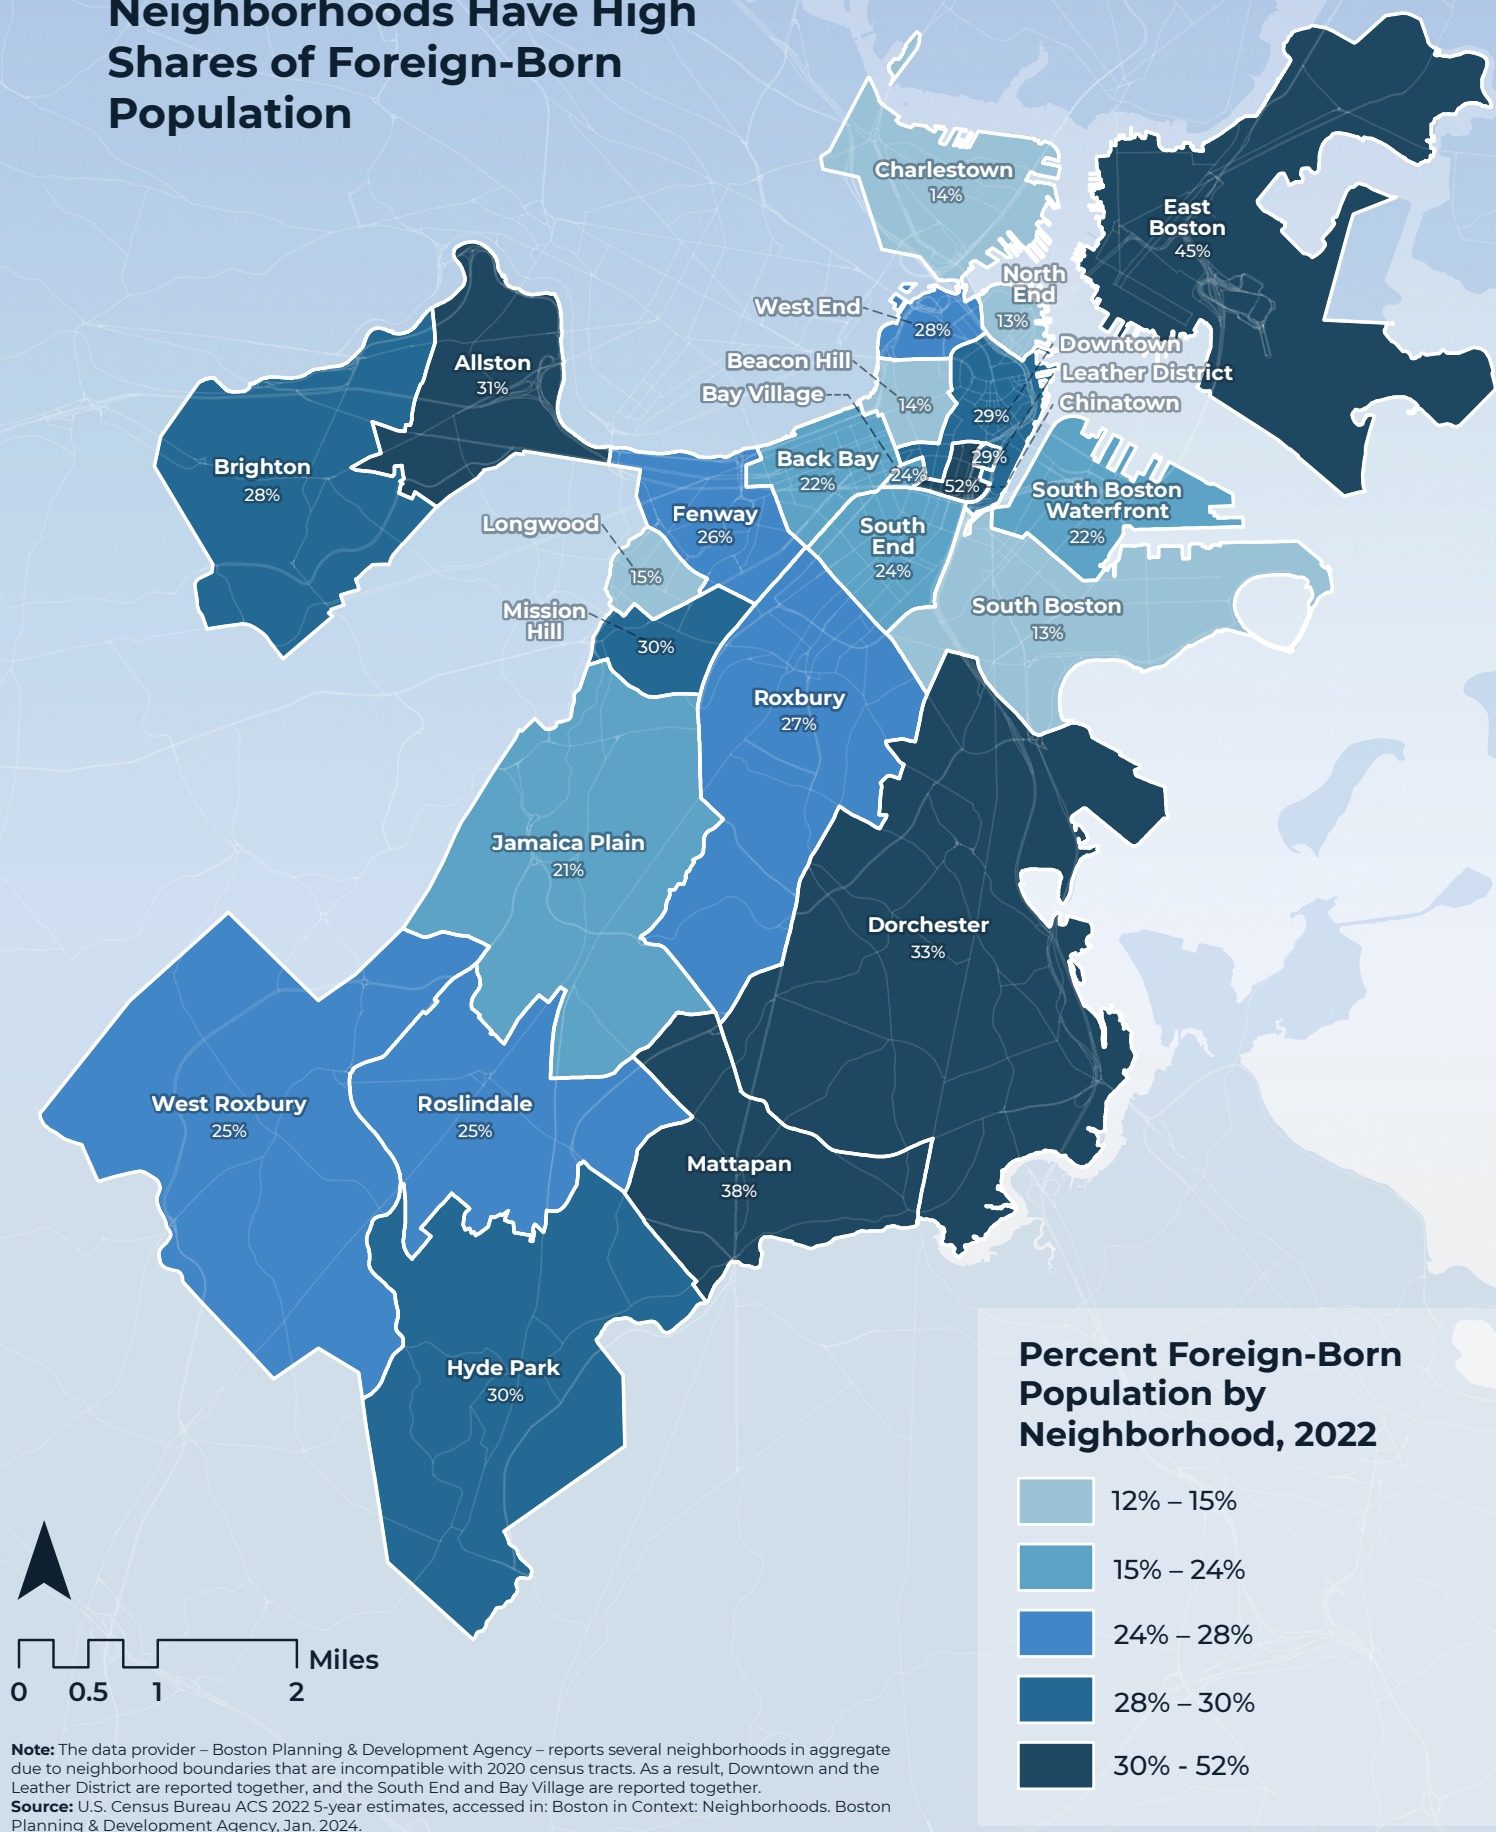 Neighborhoods Have High
Shares of Foreign-Born
Population
Charlestown
14%
East
Boston
45%
North
End
13%
West End
28%
Downtown
Beacon Hill
Leather District
Bay Village
Chinatown
14%
29%
Allston
31%
Brighton
28%
Back Bay
22%
24%
29%
52%
South Boston
Waterfront
22%
Fenway
26%
Longwood
15%
South
End
24%
Mission
Hill
30%
South Boston
13%
Roxbury
27%
Jamaica Plain
21%
Dorchester
33%
West Roxbury
25%
Roslindale
25%
Mattapan
38%
Hyde Park
30%
Percent Foreign-Born
Population by
Neighborhood, 2022
12% – 15%
15% – 24%
24% – 28%
28% – 30%
30% - 52%
Miles
0 0.5 1 2
Note: The data provider – Boston Planning & Development Agency – reports several neighborhoods in aggregate
due to neighborhood boundaries that are incompatible with 2020 census tracts. As a result, Downtown and the
Leather District are reported together, and the South End and Bay Village are reported together.
Source: U.S. Census Bureau ACS 2022 5-year estimates, accessed in: Boston in Context: Neighborhoods. Boston
Planning & Development Agency, Jan. 2024.